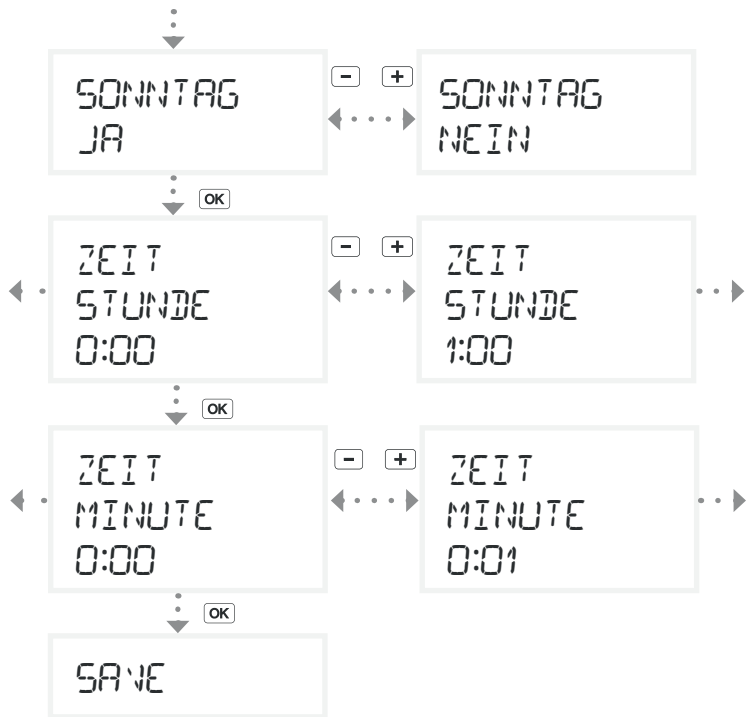 SONNTAG
JA
- +
SONNTAG
NEIN
OK
ZEIT
STUNDE
0:00
- +
ZEIT
STUNDE
1:00
OK
ZEIT
MINUTE
0:00
- +
ZEIT
MINUTE
0:01
OK
SAVE